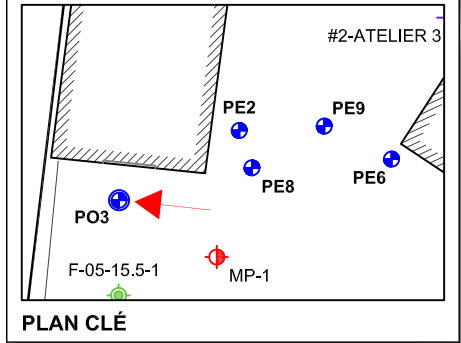 #2-ATELIER 3
PE2
PE9
PE8
PE6
PO3
F-05-15.5-1
MP-1
PLAN CLÉ